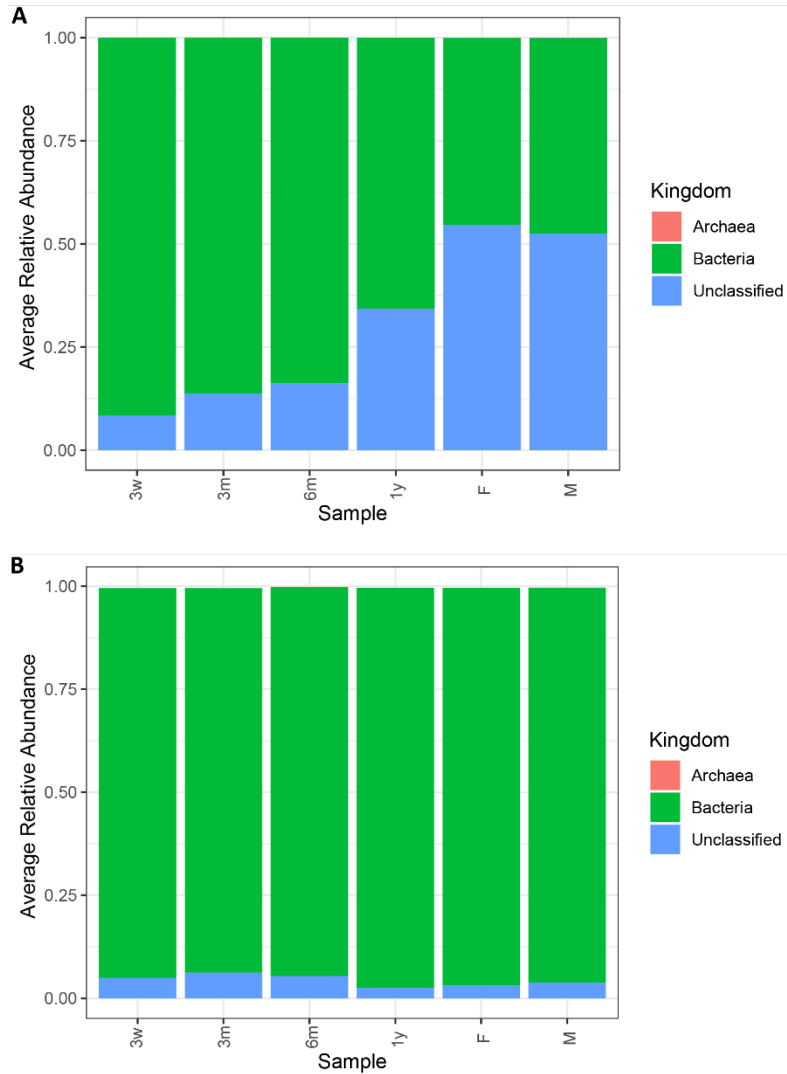 A
Average Relative Abundance
1.00
0.75
0.50
0.25
0.00
3w
3m
6m
1y
F
M
Sample
Kingdom
Archaea
Bacteria
Unclassified
B
Average Relative Abundance
1.00
0.75
0.50
0.25
0.00
3w
3m
6m
1y
F
M
Sample
Kingdom
Archaea
Bacteria
Unclassified